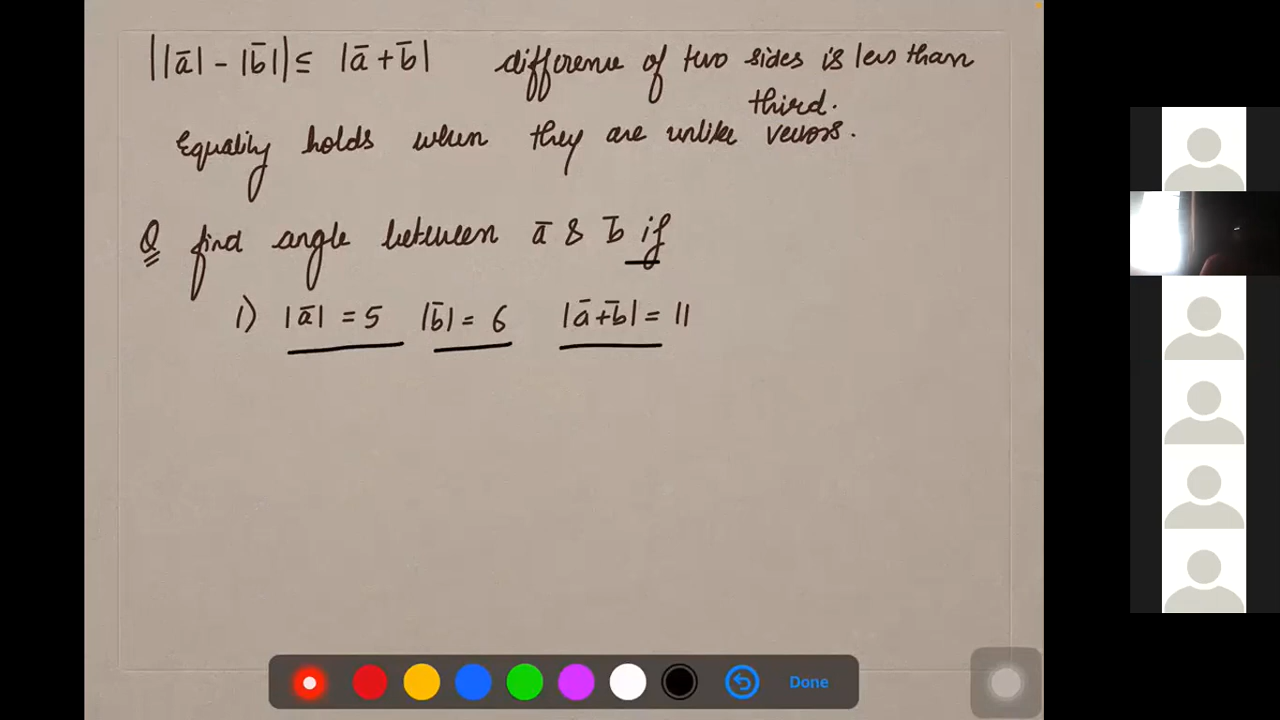 ||a̅| - |b̅|| ≤ |a̅ + b̅| difference of two sides is less than
third.
Equality holds when they are unlike vectors.
Q find angle between a̅ & b̅ if
1) |a̅| = 5 |b̅| = 6 |a̅+b̅| = 11
Done